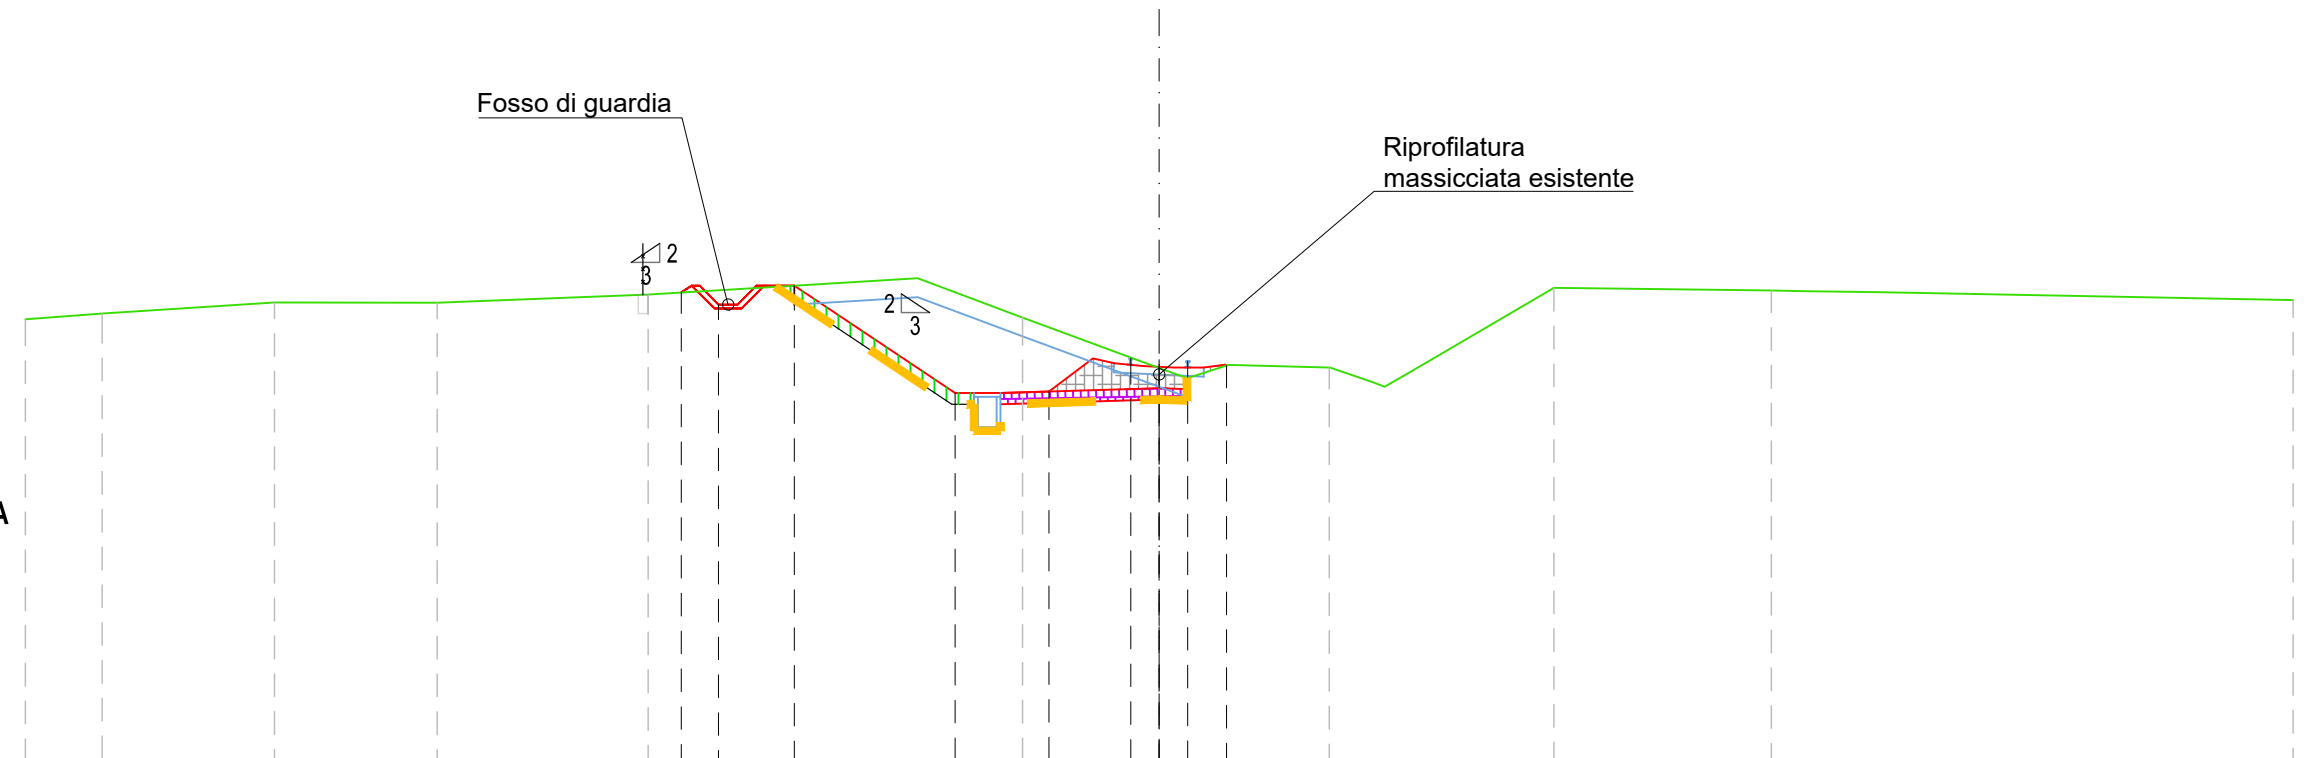 Fosso di guardia
Riprofilatura
massicciata esistente
2
3
2
3
A